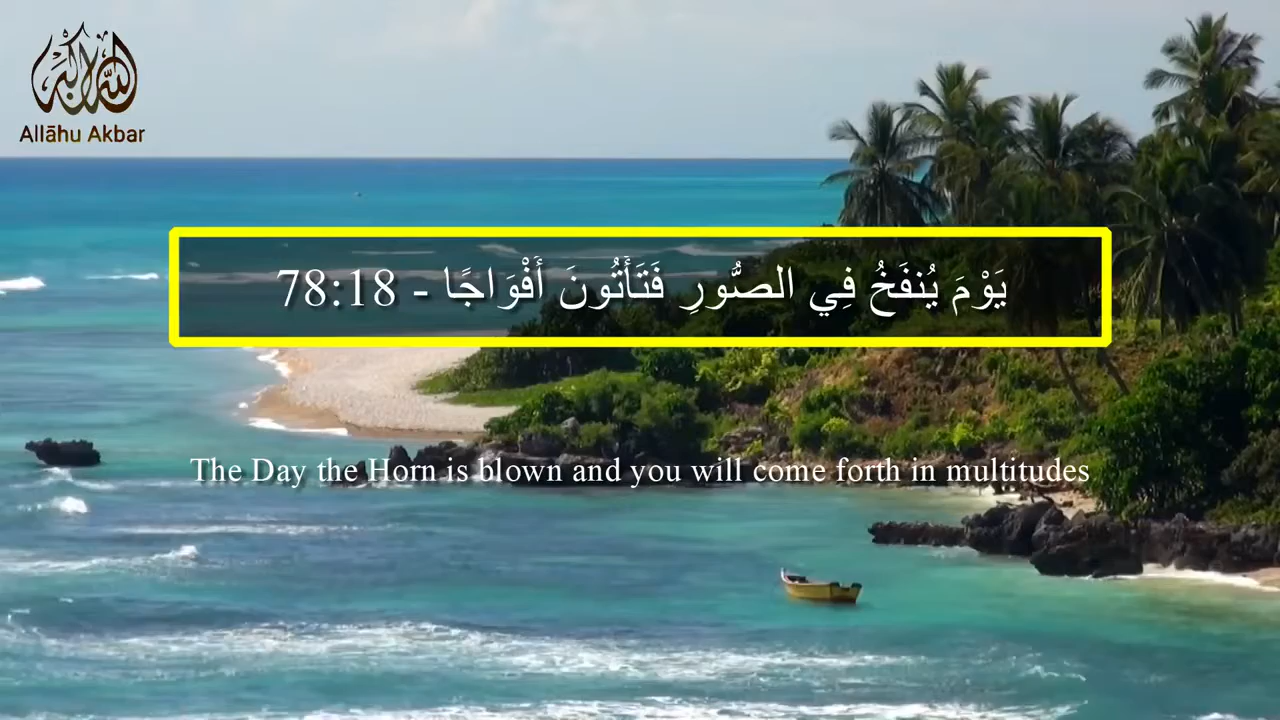 الله أكبر
Allāhu Akbar
يَوْمَ يُنفَخُ فِي الصُّورِ فَتَأْتُونَ أَفْوَاجًا - 78:18
The Day the Horn is blown and you will come forth in multitudes